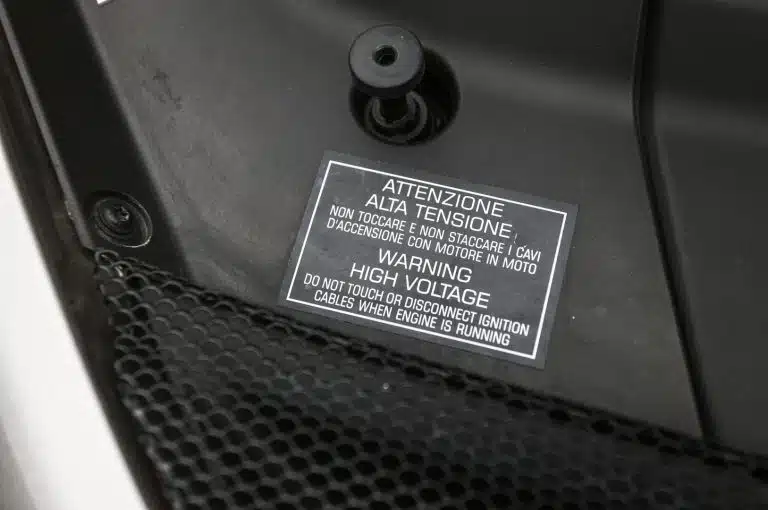 ATTENZIONE
ALTA TENSIONE
NON TOCCARE E NON STACCARE I CAVI
D'ACCENSIONE CON MOTORE IN MOTO
WARNING
HIGH VOLTAGE
DO NOT TOUCH OR DISCONNECT IGNITION
CABLES WHEN ENGINE IS RUNNING